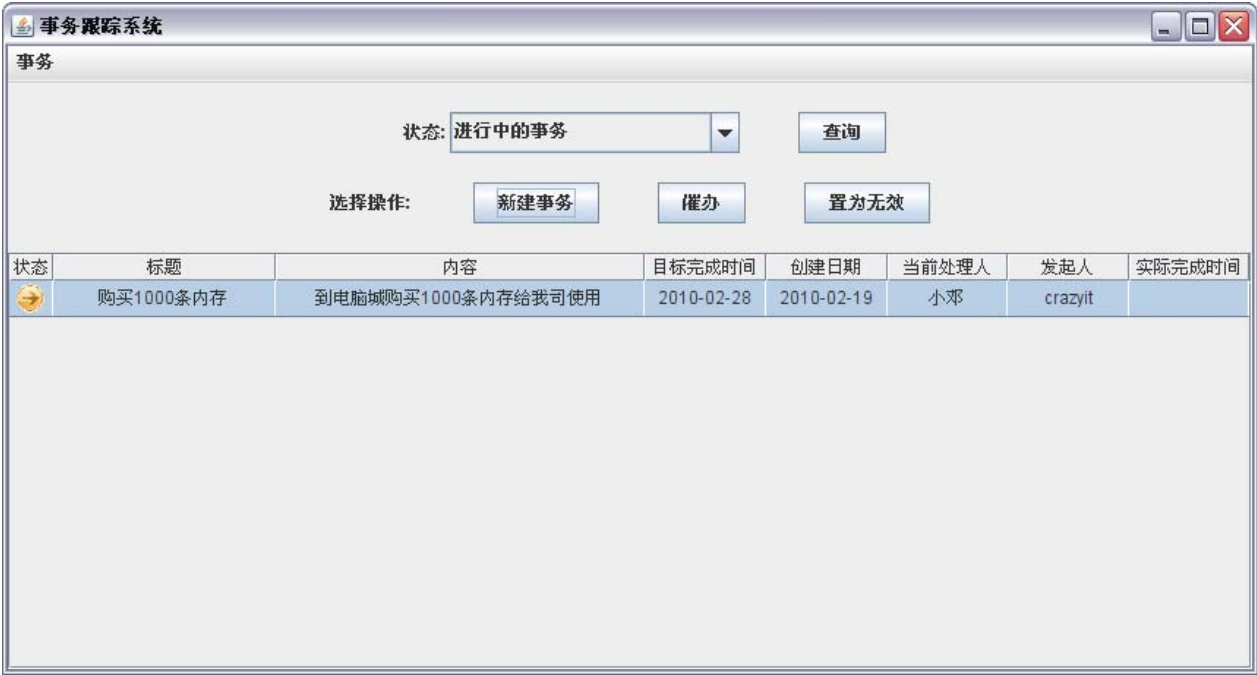 事务跟踪系统
事务
状态: 进行中的事务 查询
选择操作: 新建事务 催办 置为无效
状态 标题 内容 目标完成时间 创建日期 当前处理人 发起人 实际完成时间
购买1000条内存 到电脑城购买1000条内存给我司使用 2010-02-28 2010-02-19 小邓 crazyit